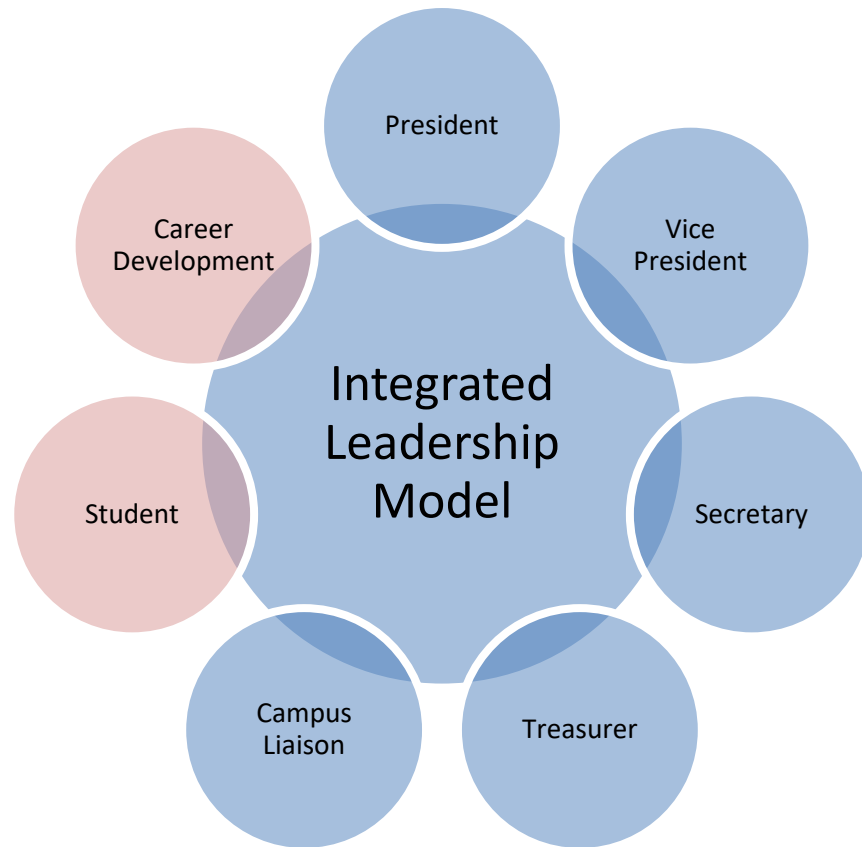 President
Vice
President
Secretary
Treasurer
Campus
Liaison
Student
Career
Development
Integrated
Leadership
Model